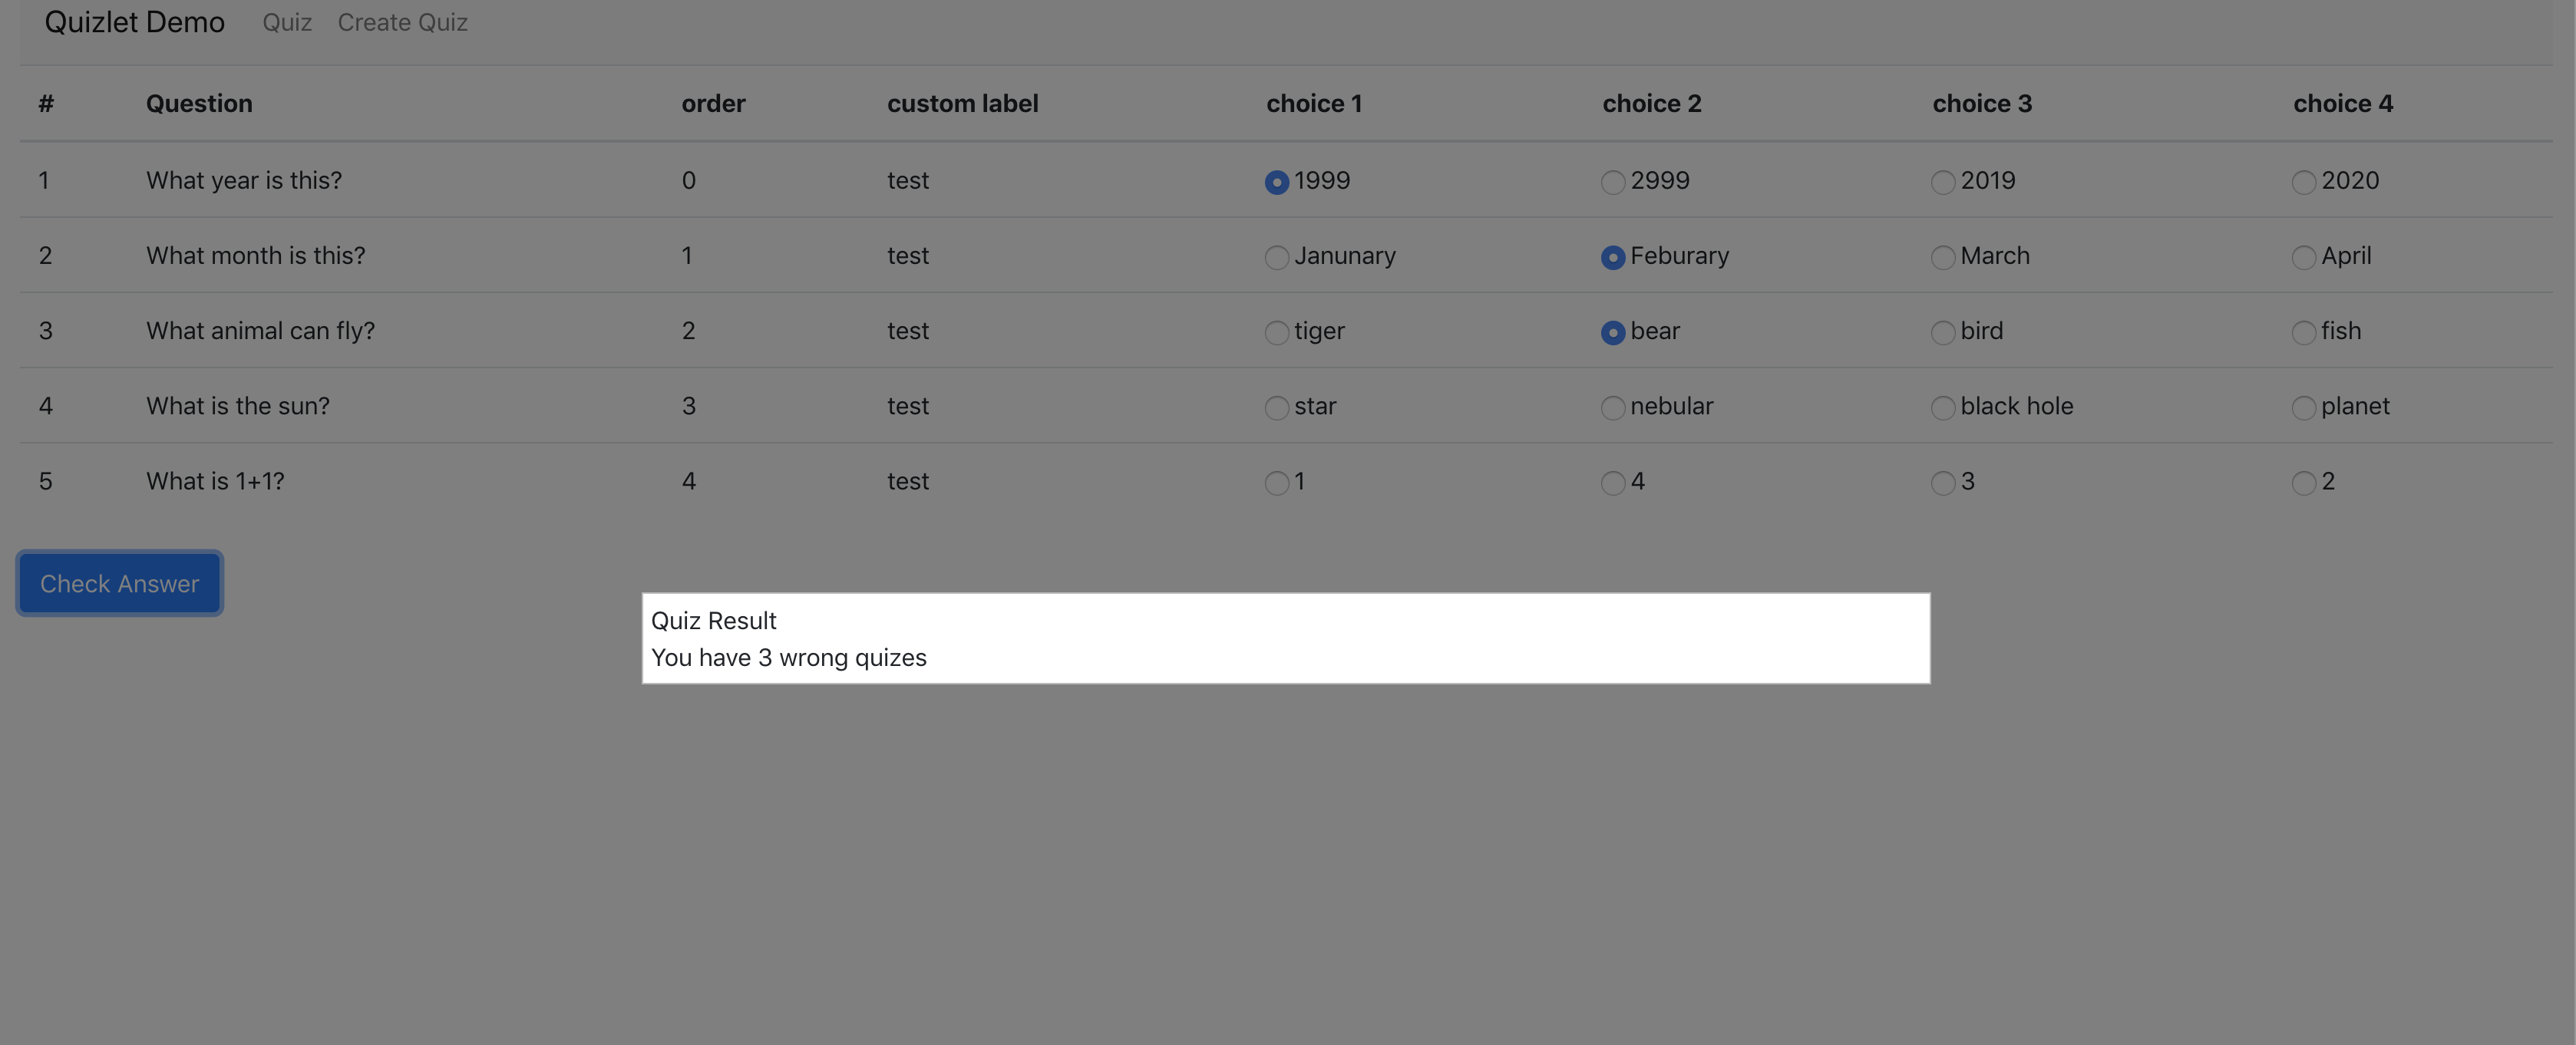 Quizlet Demo Quiz Create Quiz
# Question order custom label choice 1 choice 2 choice 3 choice 4
1 What year is this? 0 test 1999 2999 2019 2020
2 What month is this? 1 test Janunary Feburary March April
3 What animal can fly? 2 test tiger bear bird fish
4 What is the sun? 3 test star nebular black hole planet
5 What is 1+1? 4 test 1 4 3 2
Check Answer
Quiz Result
You have 3 wrong quizes